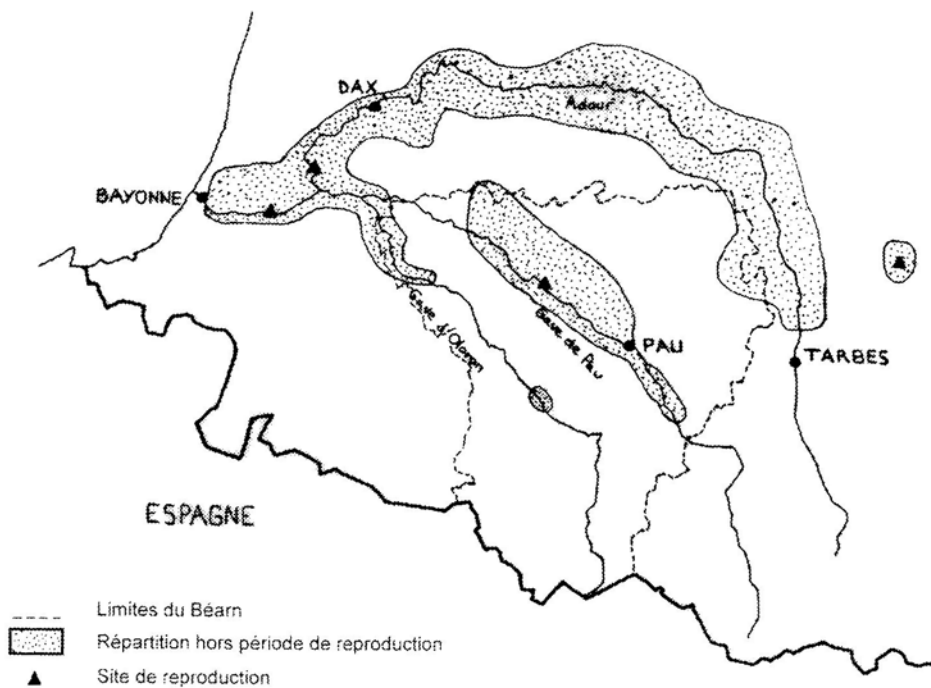 DAX
Adour
BAYONNE
Gave d'Oloron
Gave de Pau
PAU
TARBES
ESPAGNE
Limites du Béarn
Répartition hors période de reproduction
Site de reproduction